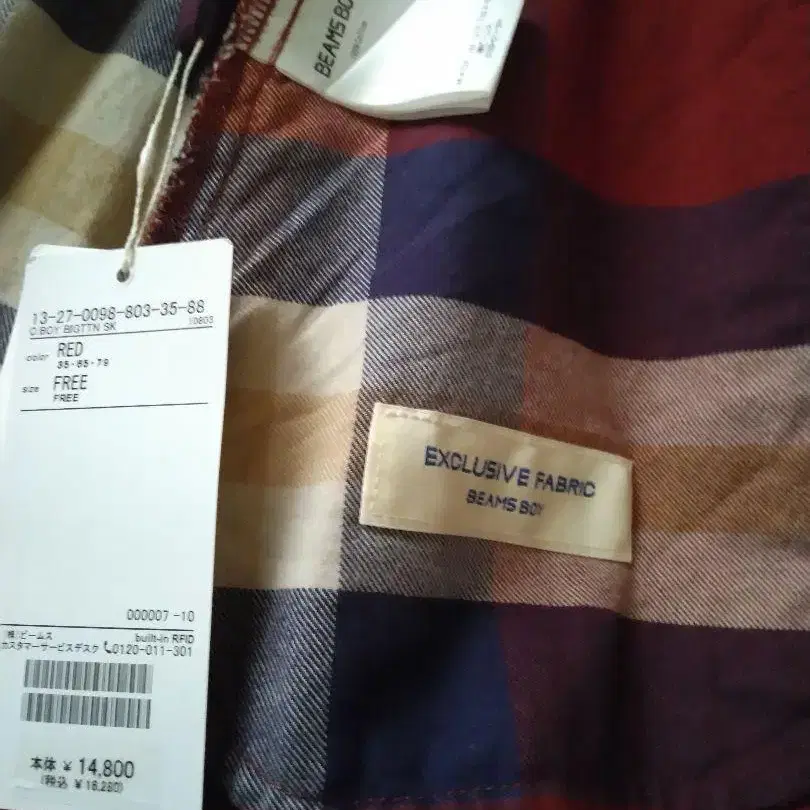 BEAMS BOY
13-27-0098-803-35-88
C:BOY BIGTTN SK 10803
color RED
35-65-79
size FREE
FREE
EXCLUSIVE FABRIC
BEAMS BOY
000007-10
(株)ビームス built-in RFID
カスタマーサービスデスク 0120-011-301
本体 ¥ 14,800
(税込 ¥ 16,280)